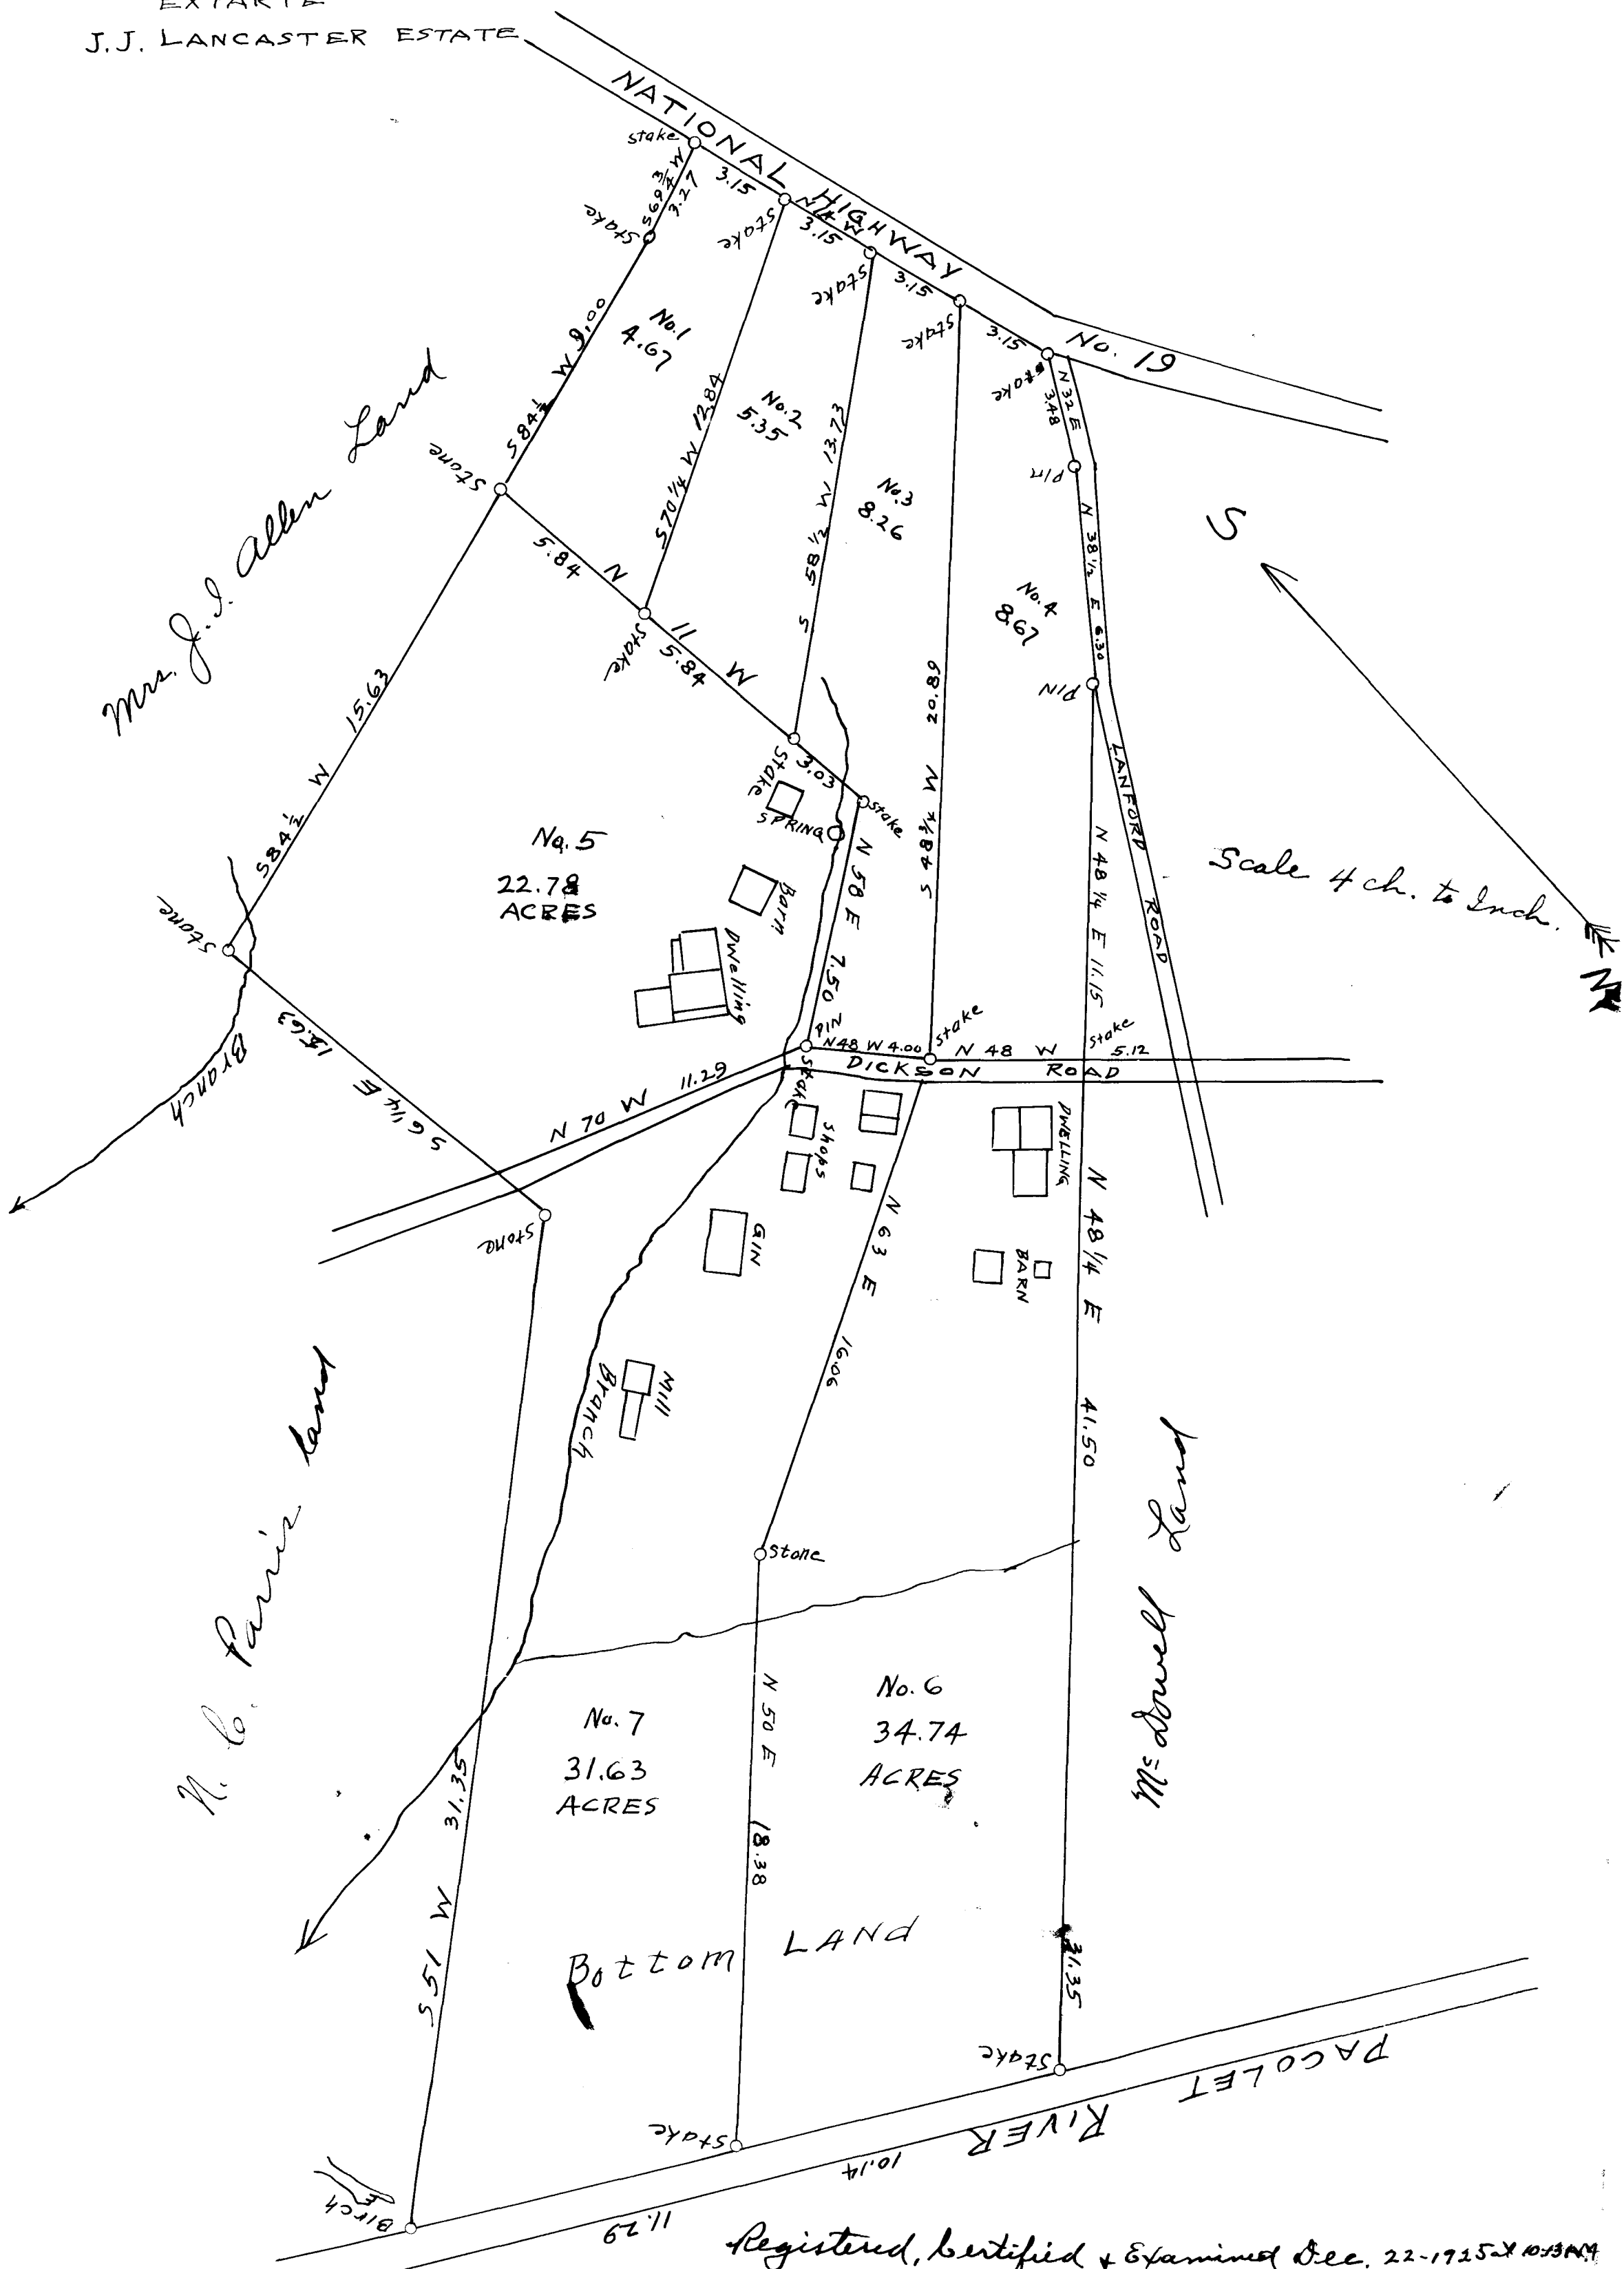 EXPARTE
J.J. LANCASTER ESTATE
NATIONAL HIGHWAY
No. 19
stake
S 69 3/4 W
3.27
stake
3.15
stake
3.15
stake
3.15
stake
3.15
stake
N 32 E
3.48
PIN
N 38 1/2 E 6.30
PIN
LANFORD ROAD
S 84 1/2 W 9.00
No.1
4.67
S 70 1/4 W 12.84
No.2
5.35
S 58 1/2 W 13.73
No.3
8.26
S 48 3/4 W 20.89
No.4
8.67
Mrs. J. I. Allen Land
Stone
5.84
N 11 W
stake
5.84
stake
3.03
stake
S
N
Scale 4 ch. to Inch.
S 84 1/2 W 15.63
Stone
Branch
No. 5
22.78
ACRES
SPRING
Barn
Dwelling
N 58 E 7.50
PIN
N 48 1/4 E 11.15
stake
stake
N 48 W 4.00
N 48 W 5.12
DICKSON ROAD
stake
N 70 W 11.29
S 6 1/4 E 15.63
Stone
Shops
GIN
DWELLING
BARN
N 63 E 16.06
N 48 1/4 E 41.50
Mill
Branch
N. C. Parris land
Stone
McDowell Land
No. 7
31.63
ACRES
No. 6
34.74
ACRES
N 50 E 18.38
S 51 W 31.35
Bottom LAND
31.35
Stake
Stake
Birch
PACOLET RIVER
10.14
11.29
Registered, Certified & Examined Dec. 22-1925